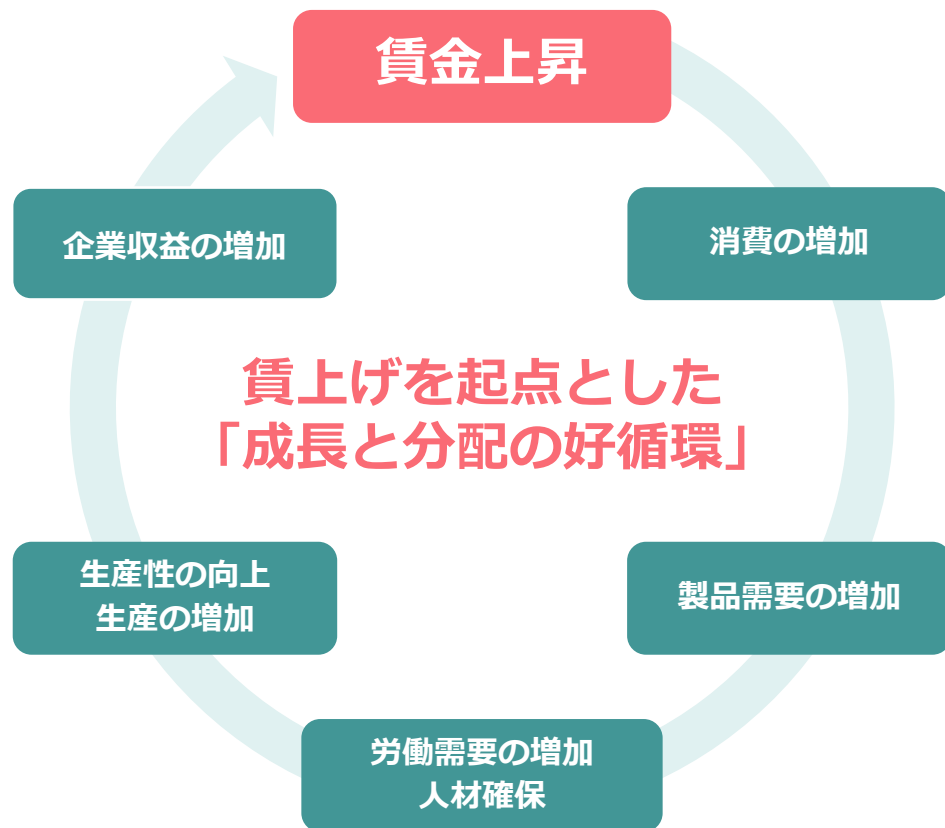 賃金上昇
企業収益の増加
消費の増加
賃上げを起点とした
「成長と分配の好循環」
生産性の向上
生産の増加
製品需要の増加
労働需要の増加
人材確保